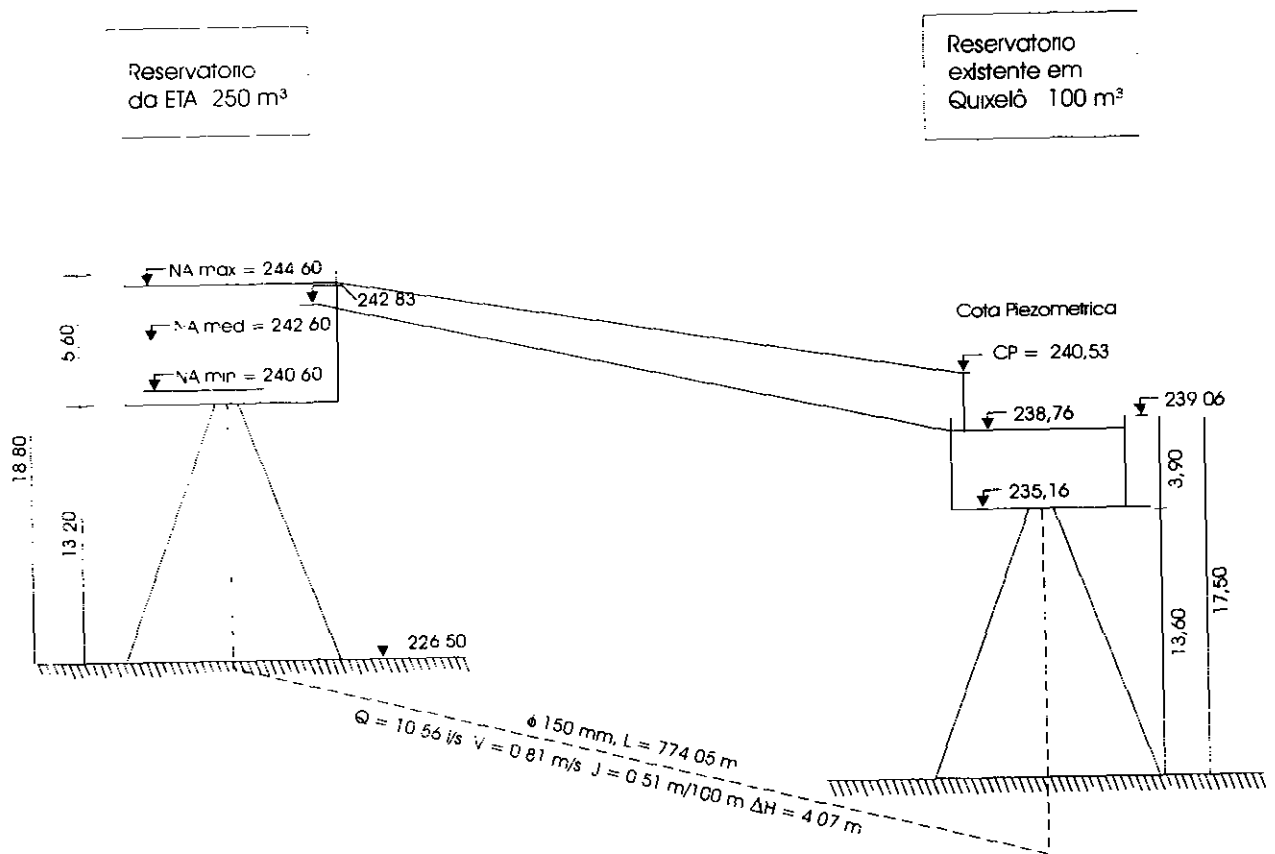 Reservatorio
da ETA 250 m³
Reservatorio
existente em
Quixelô 100 m³
NA max = 244 60
242 83
NA med = 242 60
NA min = 240 60
5,60
18 80
13 20
226 50
Cota Piezometrica
CP = 240,53
239 06
238,76
235,16
3,90
13,60
17,50
ϕ 150 mm, L = 774 05 m
Q = 10 56 l/s V = 0 81 m/s J = 0 51 m/100 m ΔH = 4 07 m